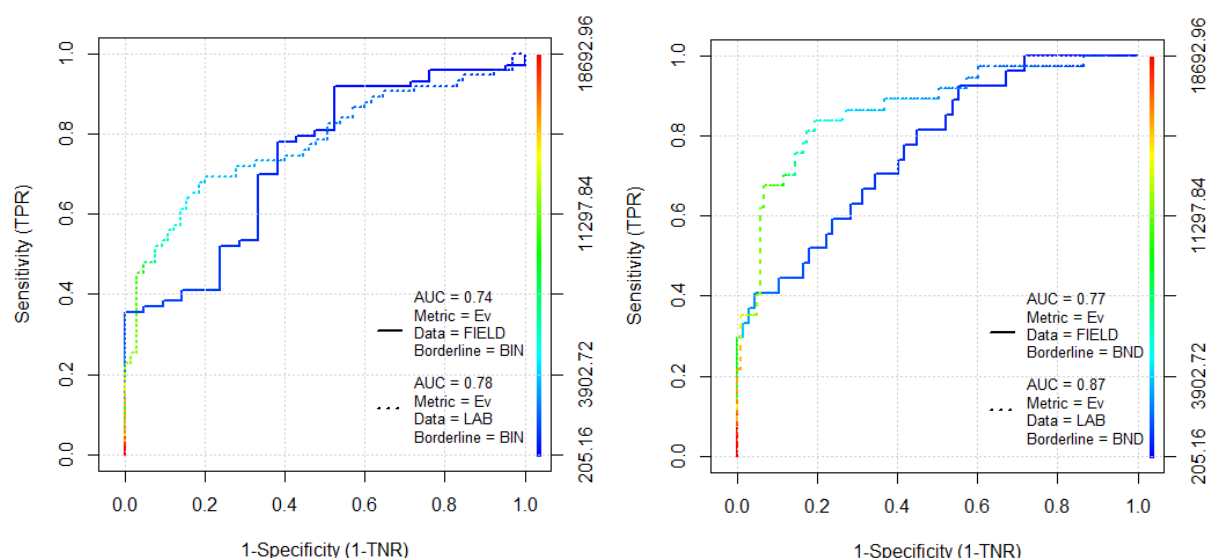 1.0
0.8
0.6
0.4
0.2
0.0
Sensitivity (TPR)
0.0 0.2 0.4 0.6 0.8 1.0
1-Specificity (1-TNR)
AUC = 0.74
Metric = Ev
Data = FIELD
Borderline = BIN
AUC = 0.78
Metric = Ev
Data = LAB
Borderline = BIN
18692.96
11297.84
3902.72
205.16
1.0
0.8
0.6
0.4
0.2
0.0
Sensitivity (TPR)
0.0 0.2 0.4 0.6 0.8 1.0
1-Specificity (1-TNR)
AUC = 0.77
Metric = Ev
Data = FIELD
Borderline = BND
AUC = 0.87
Metric = Ev
Data = LAB
Borderline = BND
18692.96
11297.84
3902.72
205.16